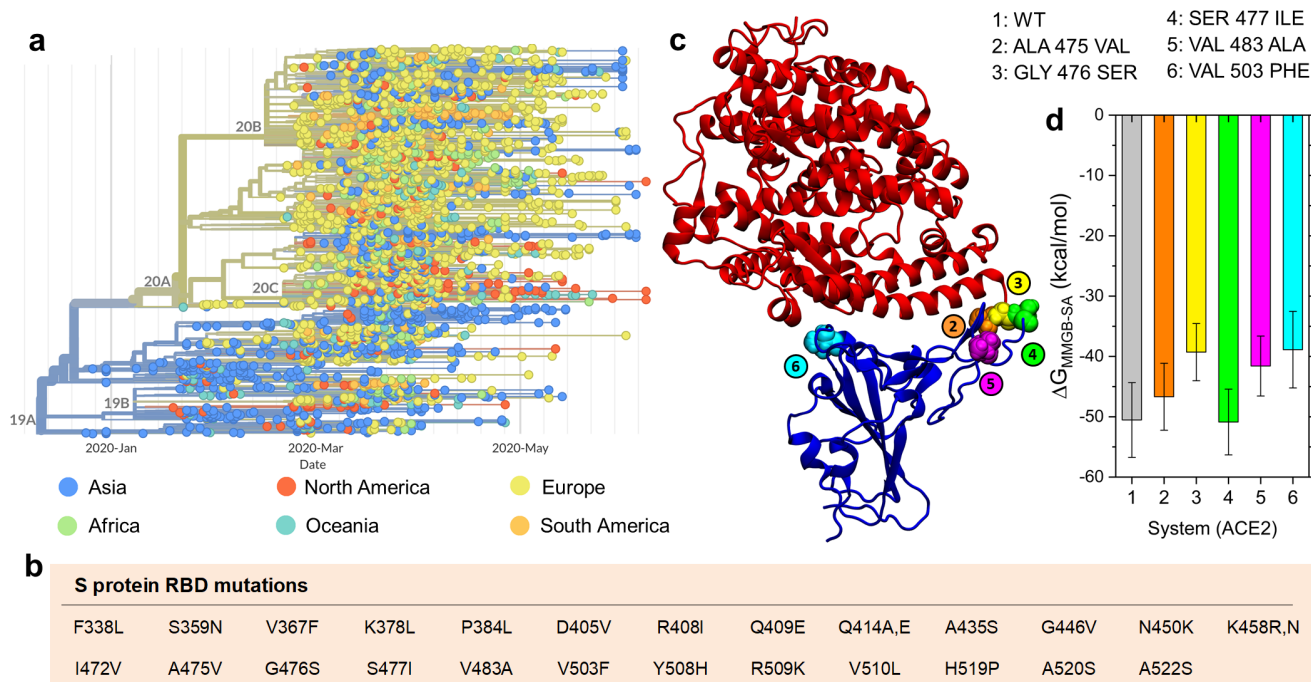 a
20B
20A
20C
19B
19A
2020-Jan
2020-Mar
2020-May
Date
Asia
North America
Europe
Africa
Oceania
South America
c
3
2
4
5
6
1: WT
2: ALA 475 VAL
3: GLY 476 SER
4: SER 477 ILE
5: VAL 483 ALA
6: VAL 503 PHE
d
0
-10
-20
-30
-40
-50
-60
ΔG_MMGB-SA (kcal/mol)
1 2 3 4 5 6
System (ACE2)
b
S protein RBD mutations
F338L S359N V367F K378L P384L D405V R408I Q409E Q414A,E A435S G446V N450K K458R,N
I472V A475V G476S S477I V483A V503F Y508H R509K V510L H519P A520S A522S